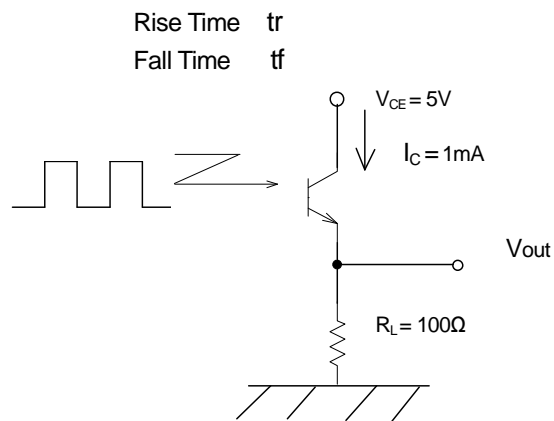 Rise Time tr
Fall Time tf
VCE = 5V
IC = 1mA
Vout
RL = 100Ω